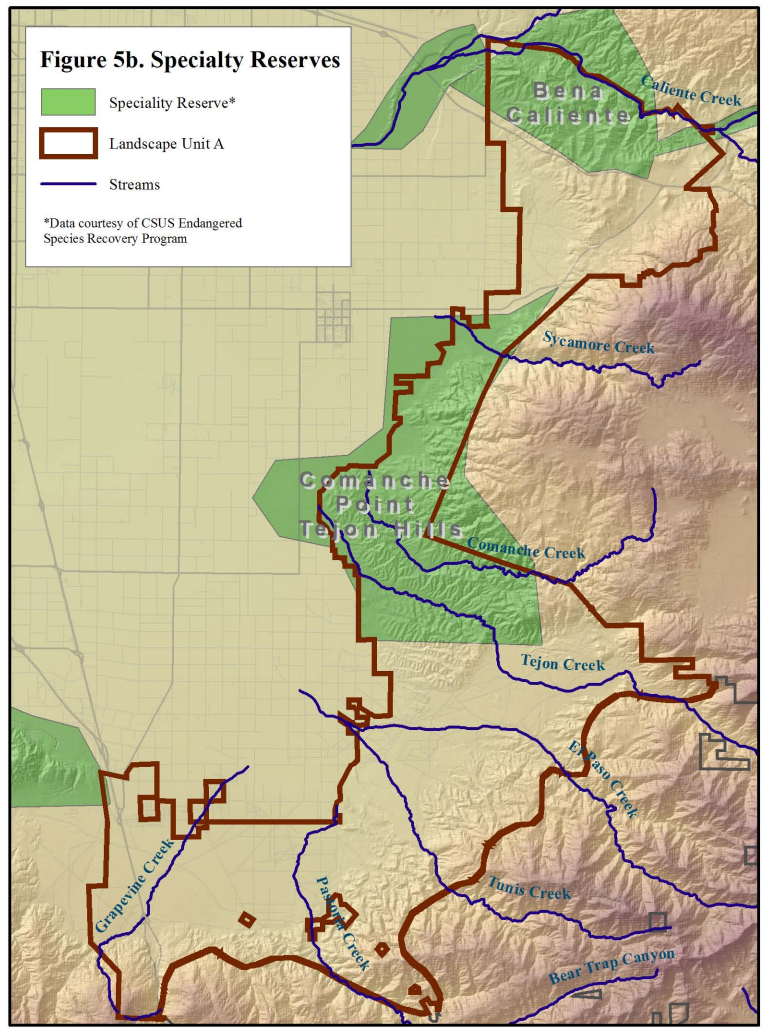 Figure 5b. Specialty Reserves
Speciality Reserve*
Landscape Unit A
Streams
*Data courtesy of CSUS Endangered
Species Recovery Program
Bena
Caliente
Caliente Creek
Sycamore Creek
Comanche
Point
Tejon Hills
Comanche Creek
Tejon Creek
El Paso Creek
Grapevine Creek
Pastoria Creek
Tunis Creek
Bear Trap Canyon